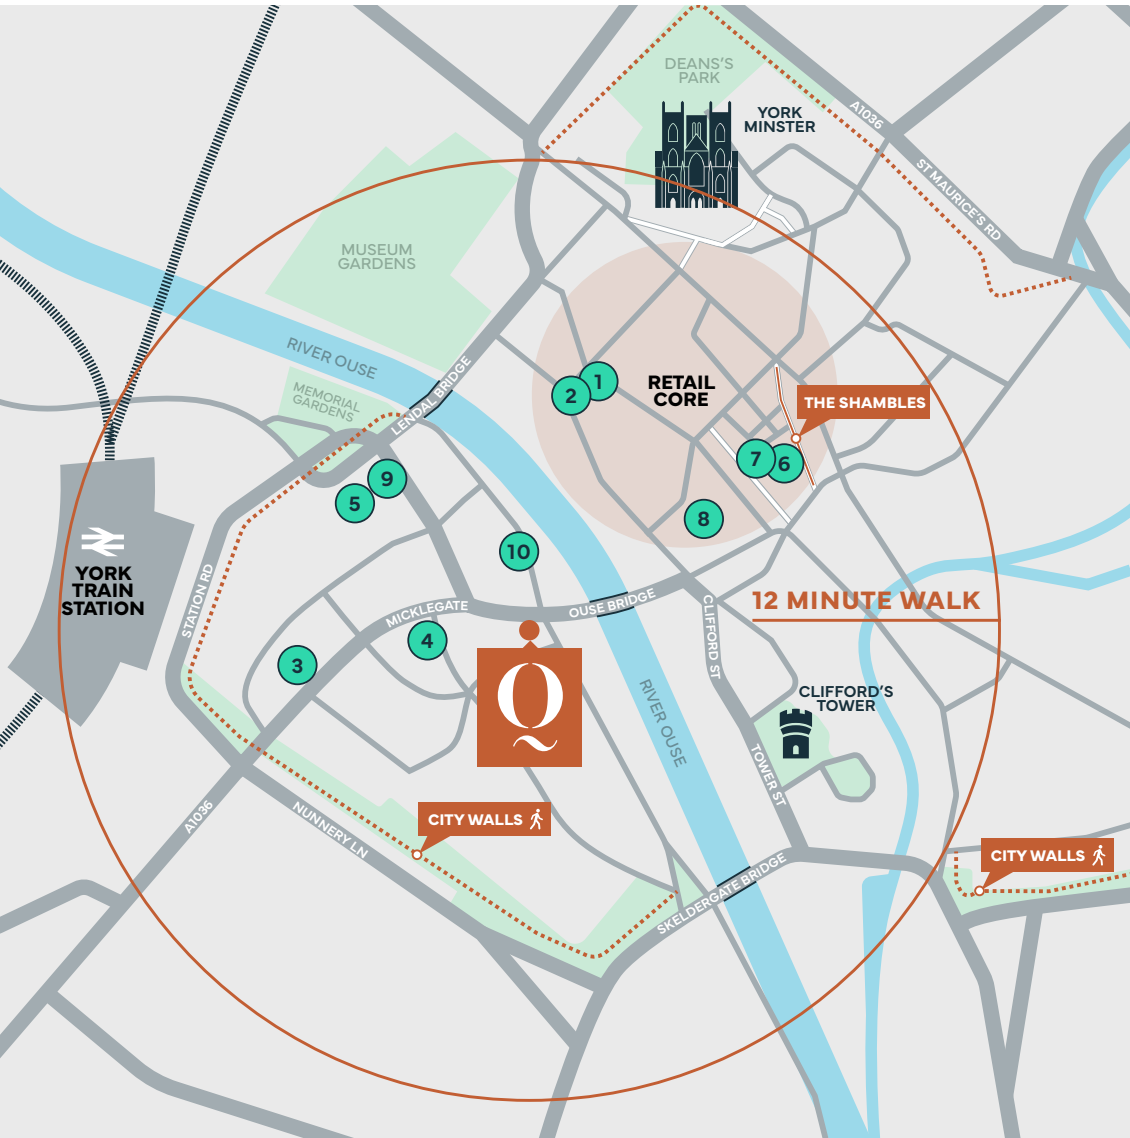 DEANS'S
PARK
YORK
MINSTER
A1036
ST MAURICE'S RD
MUSEUM
GARDENS
RIVER OUSE
MEMORIAL
GARDENS
LENDAL BRIDGE
1
2
RETAIL
CORE
THE SHAMBLES
7
6
9
5
8
10
YORK
TRAIN
STATION
STATION RD
MICKLEGATE
OUSE BRIDGE
CLIFFORD ST
12 MINUTE WALK
4
3
Q
RIVER OUSE
CLIFFORD'S
TOWER
TOWER ST
A1036
NUNNERY LN
CITY WALLS
SKELDERGATE BRIDGE
CITY WALLS